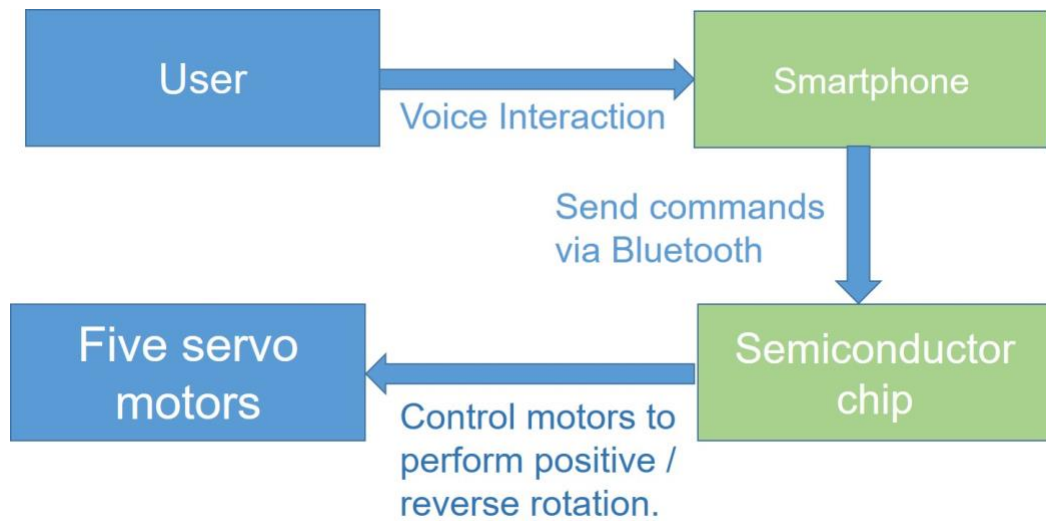 User
Voice Interaction
Smartphone
Send commands
via Bluetooth
Five servo
motors
Semiconductor
chip
Control motors to
perform positive /
reverse rotation.